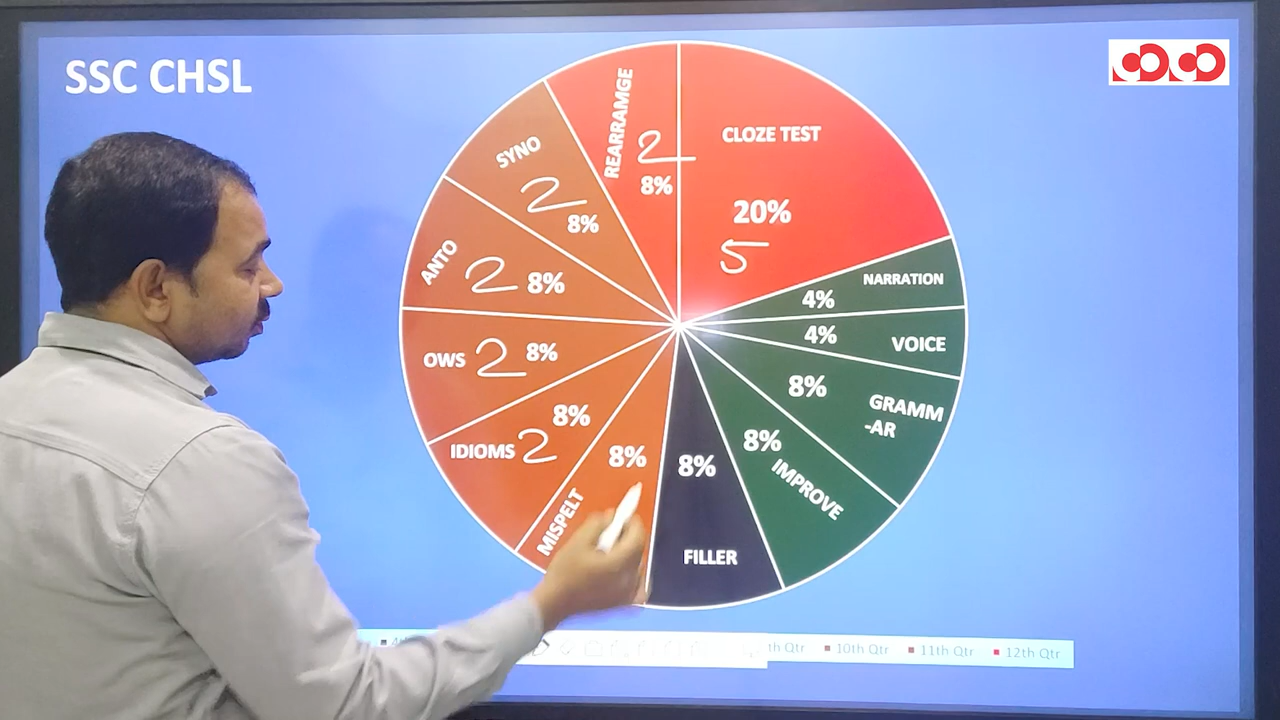 SSC CHSL
REARRAMGE
2
8%
CLOZE TEST
20%
5
SYNO
2
8%
NARRATION
4%
ANTO
2
8%
4%
VOICE
OWS
2
8%
8%
GRAMM
-AR
IDIOMS
2
8%
MISPELT
8%
FILLER
8%
8%
IMPROVE
th Qtr
10th Qtr
11th Qtr
12th Qtr